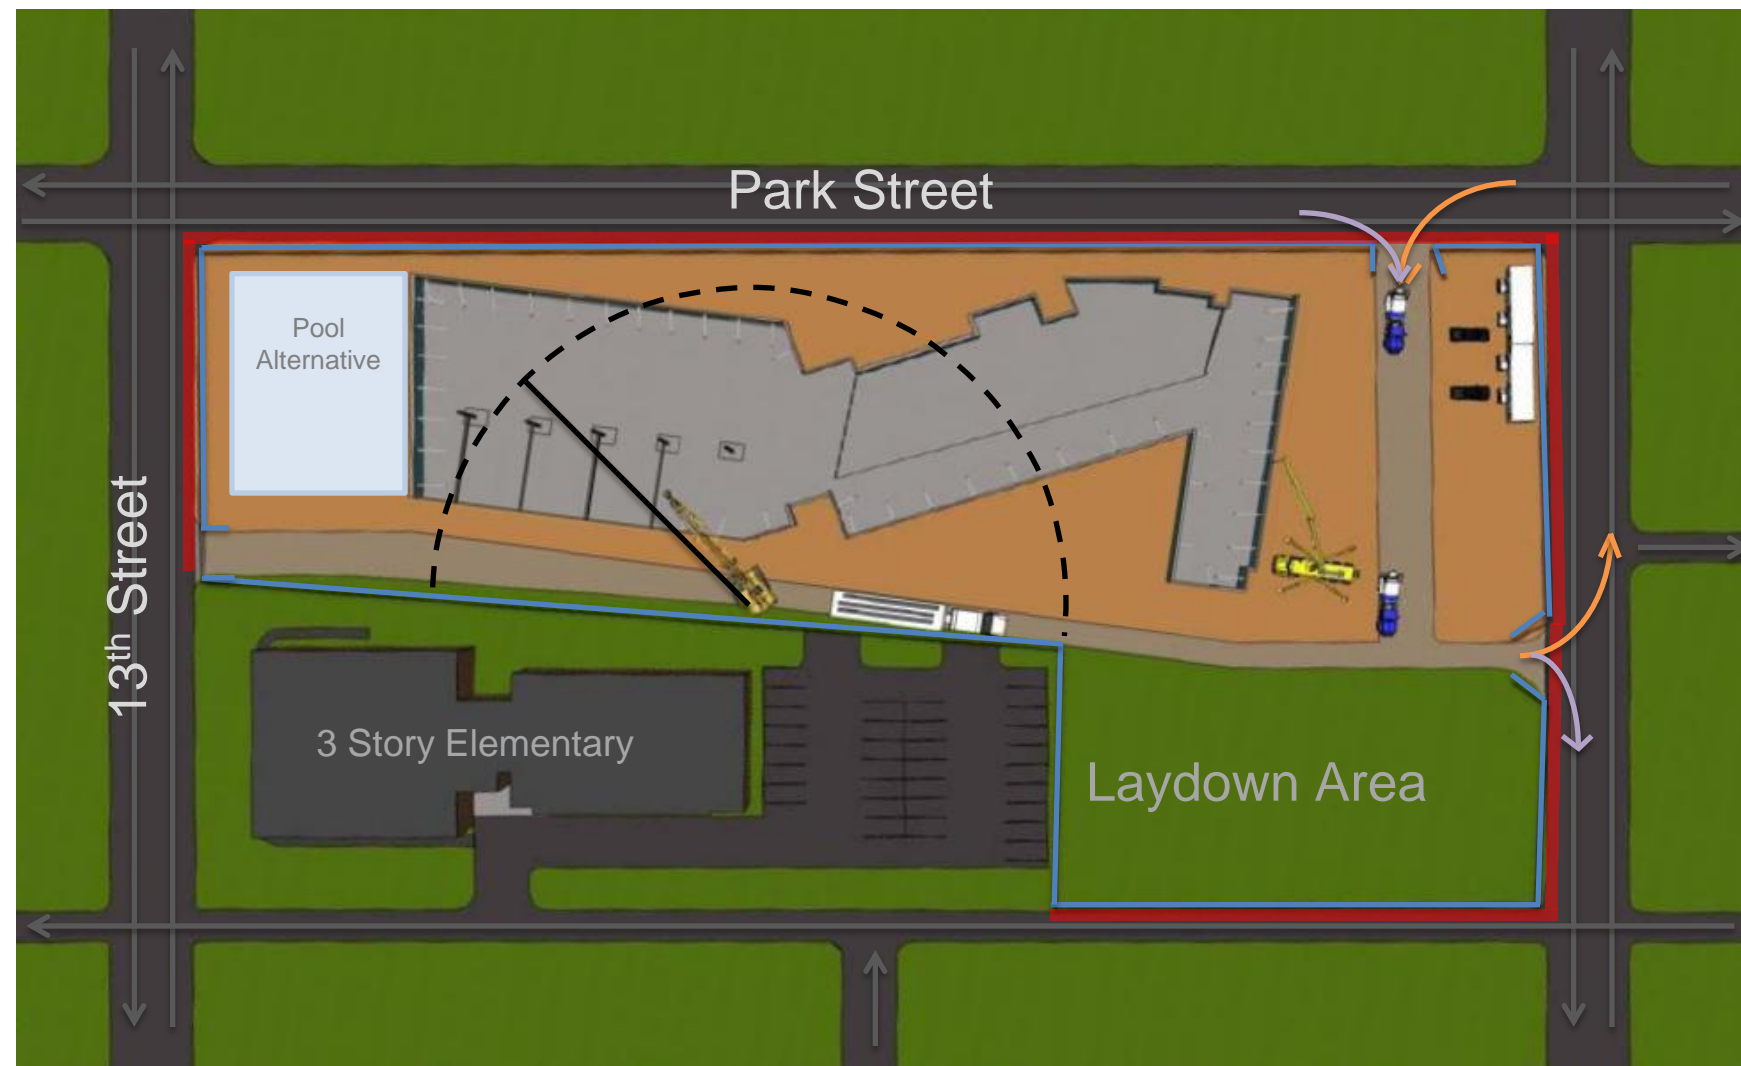 Park Street
Pool
Alternative
13th Street
3 Story Elementary
Laydown Area